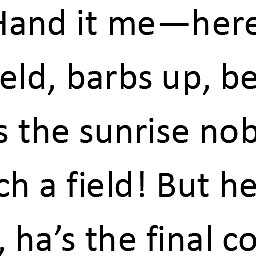 Hand it me—here
eld, barbs up, be
s the sunrise nob
ch a field! But he
, ha’s the final co